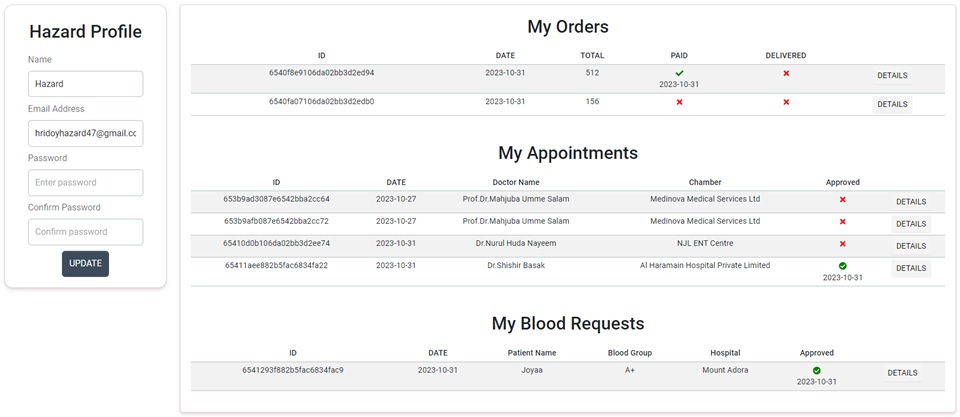 Hazard Profile
Name
Hazard
Email Address
hridoyhazard47@gmail.cc
Password
Enter password
Confirm Password
Confirm password
UPDATE
My Orders
ID DATE TOTAL PAID DELIVERED
6540f8e9106da02bb3d2ed94 2023-10-31 512 2023-10-31 DETAILS
6540fa07106da02bb3d2edb0 2023-10-31 156 DETAILS
My Appointments
ID DATE Doctor Name Chamber Approved
653b9ad3087e6542bba2cc64 2023-10-27 Prof.Dr.Mahjuba Umme Salam Medinova Medical Services Ltd DETAILS
653b9afb087e6542bba2cc72 2023-10-27 Prof.Dr.Mahjuba Umme Salam Medinova Medical Services Ltd DETAILS
65410d0b106da02bb3d2ee74 2023-10-31 Dr.Nurul Huda Nayeem NJL ENT Centre DETAILS
65411aee882b5fac6834fa22 2023-10-31 Dr.Shishir Basak Al Haramain Hospital Private Limited 2023-10-31 DETAILS
My Blood Requests
ID DATE Patient Name Blood Group Hospital Approved
6541293f882b5fac6834fac9 2023-10-31 Joyaa A+ Mount Adora 2023-10-31 DETAILS